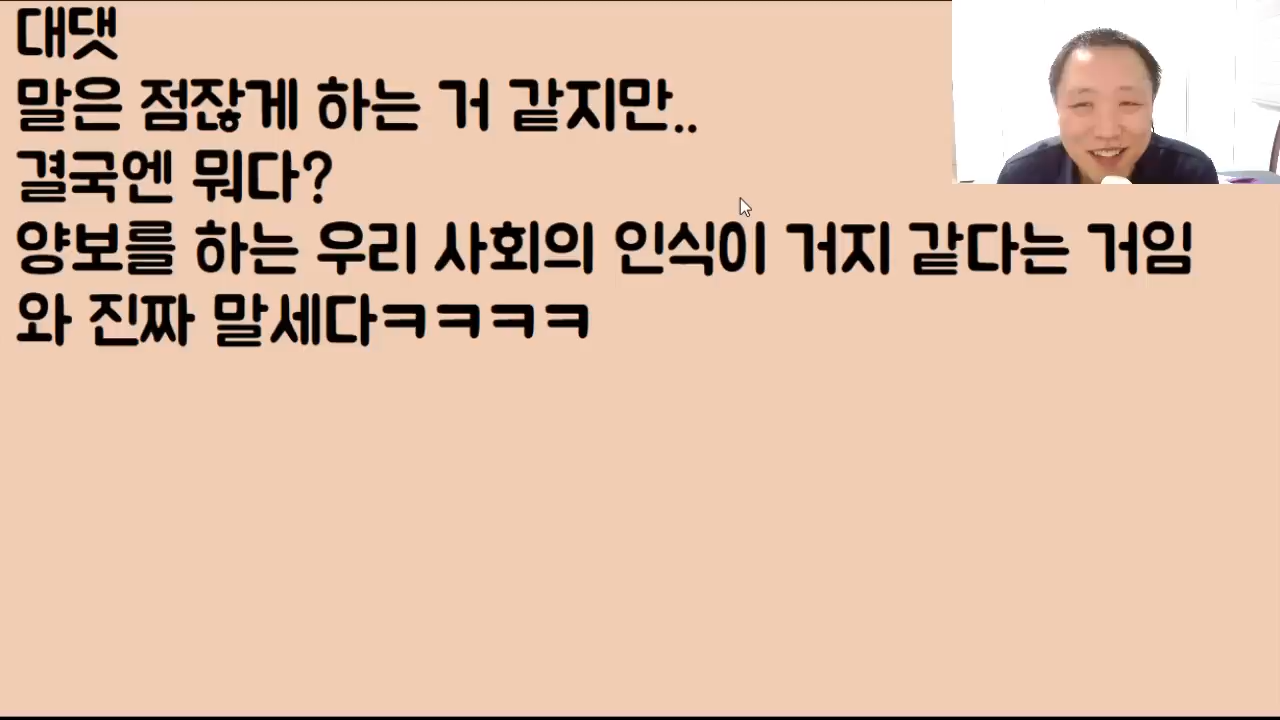 대댓
말은 점잖게 하는 거 같지만..
결국엔 뭐다?
양보를 하는 우리 사회의 인식이 거지 같다는 거임
와 진짜 말세다ㅋㅋㅋㅋ